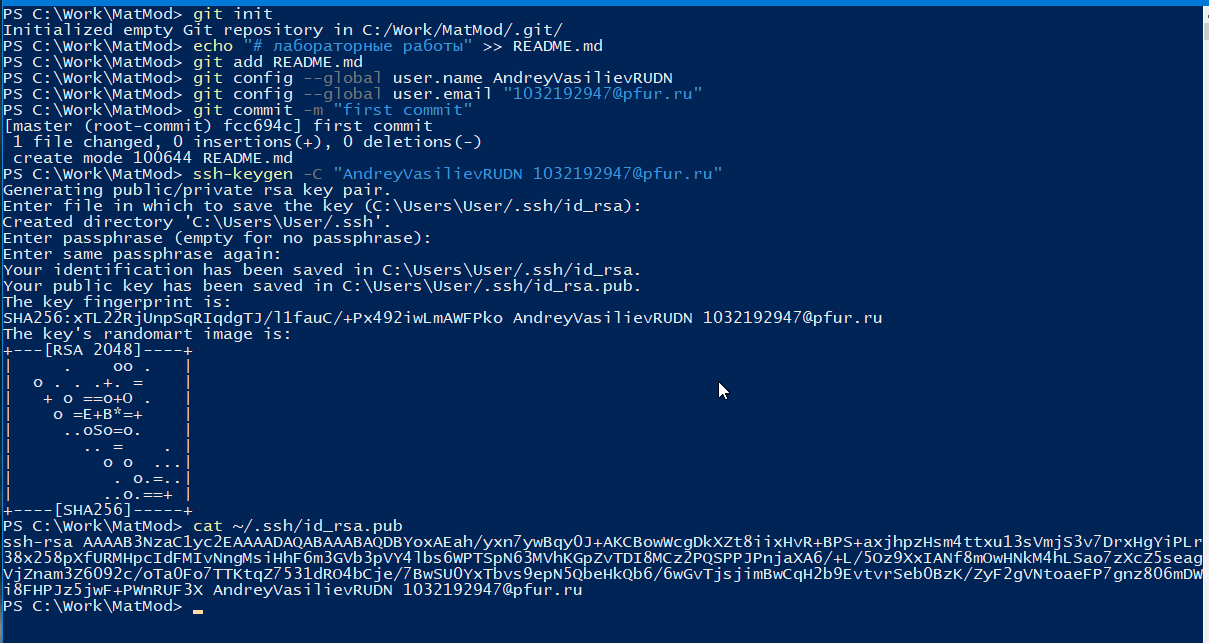 PS C:\Work\MatMod> git init
Initialized empty Git repository in C:/Work/MatMod/.git/
PS C:\Work\MatMod> echo "# лабораторные работы" >> README.md
PS C:\Work\MatMod> git add README.md
PS C:\Work\MatMod> git config --global user.name AndreyVasilievRUDN
PS C:\Work\MatMod> git config --global user.email "1032192947@pfur.ru"
PS C:\Work\MatMod> git commit -m "first commit"
[master (root-commit) fcc694c] first commit
 1 file changed, 0 insertions(+), 0 deletions(-)
 create mode 100644 README.md
PS C:\Work\MatMod> ssh-keygen -C "AndreyVasilievRUDN 1032192947@pfur.ru"
Generating public/private rsa key pair.
Enter file in which to save the key (C:\Users\User/.ssh/id_rsa):
Created directory 'C:\Users\User/.ssh'.
Enter passphrase (empty for no passphrase):
Enter same passphrase again:
Your identification has been saved in C:\Users\User/.ssh/id_rsa.
Your public key has been saved in C:\Users\User/.ssh/id_rsa.pub.
The key fingerprint is:
SHA256:xTL22RjUnpSqRIqdgTJ/l1fauC/+Px492iwLmAWFPko AndreyVasilievRUDN 1032192947@pfur.ru
The key's randomart image is:
+---[RSA 2048]----+
|     .    oo .   |
|  o . . .+. =    |
|   + o ==o+O .   |
|    o =E+B*=+    |
|     ..oSo=o.    |
|       .. =    . |
|         o o  ...|
|          . o.=..|
|         ..o.==+ |
+----[SHA256]-----+
PS C:\Work\MatMod> cat ~/.ssh/id_rsa.pub
ssh-rsa AAAAB3NzaC1yc2EAAAADAQABAAABAQDBYoxAEah/yxn7ywBqy0J+AKCBowWcgDkXZt8iixHvR+BPS+axjhpzHsm4ttxu13sVmjS3v7DrxHgYiPLr
38x258pXfURMHpcIdFMIvNngMsiHhF6m3GVb3pVY4lbs6WPTSpN63MVhKGpZvTDI8MCz2PQSPPJPnjaXA6/+L/5Oz9XxIANf8mOwHNkM4hLSao7zXcZ5seag
VjZnam3Z6092c/oTa0Fo7TTKtqZ7531dRO4bCje/7BwSU0YxTbvs9epN5QbeHkQb6/6wGvTjsjimBwCqH2b9EvtvrSeb0BzK/ZyF2gVNtoaeFP7gnz806mDW
i8FHPJz5jwF+PWnRUF3X AndreyVasilievRUDN 1032192947@pfur.ru
PS C:\Work\MatMod>